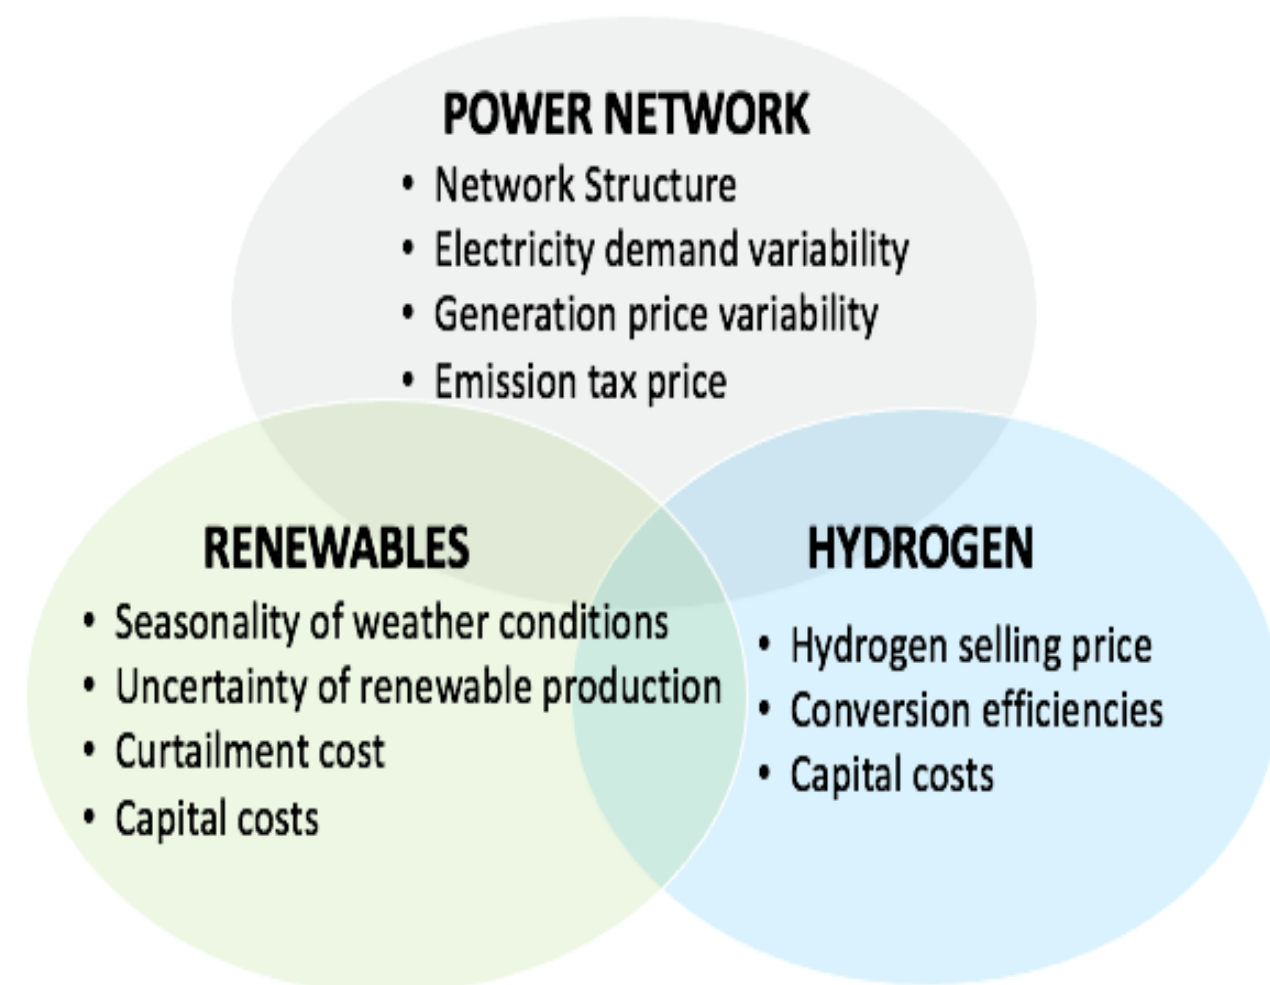 POWER NETWORK
• Network Structure
• Electricity demand variability
• Generation price variability
• Emission tax price
RENEWABLES
• Seasonality of weather conditions
• Uncertainty of renewable production
• Curtailment cost
• Capital costs
HYDROGEN
• Hydrogen selling price
• Conversion efficiencies
• Capital costs